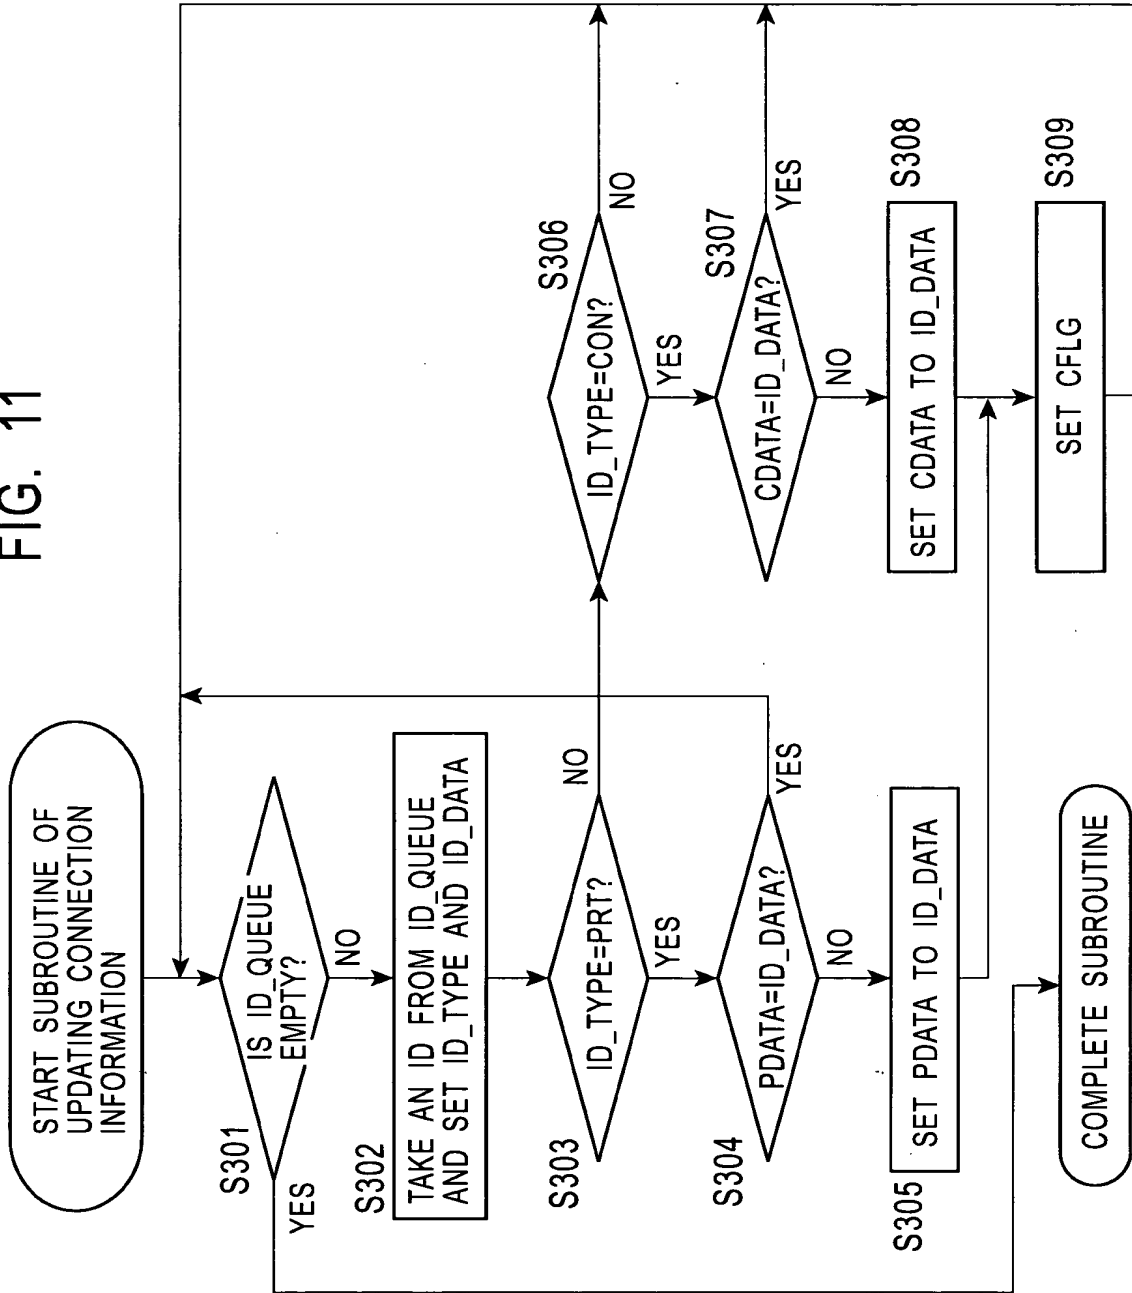 FIG. 11
START SUBROUTINE OF
UPDATING CONNECTION
INFORMATION
S301
IS ID_QUEUE
EMPTY?
YES
NO
S302
TAKE AN ID FROM ID_QUEUE
AND SET ID_TYPE AND ID_DATA
S303
ID_TYPE=PRT?
NO
YES
S304
PDATA=ID_DATA?
YES
NO
S305
SET PDATA TO ID_DATA
COMPLETE SUBROUTINE
S306
ID_TYPE=CON?
NO
YES
S307
CDATA=ID_DATA?
YES
NO
S308
SET CDATA TO ID_DATA
S309
SET CFLG